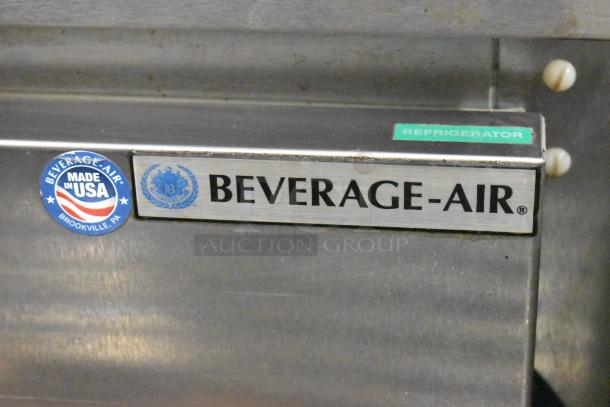 REFRIGERATOR
BEVERAGE-AIR®
MADE
IN USA
BROOKVILLE, PA
BEVERAGE-AIR®
AUCTION GROUP